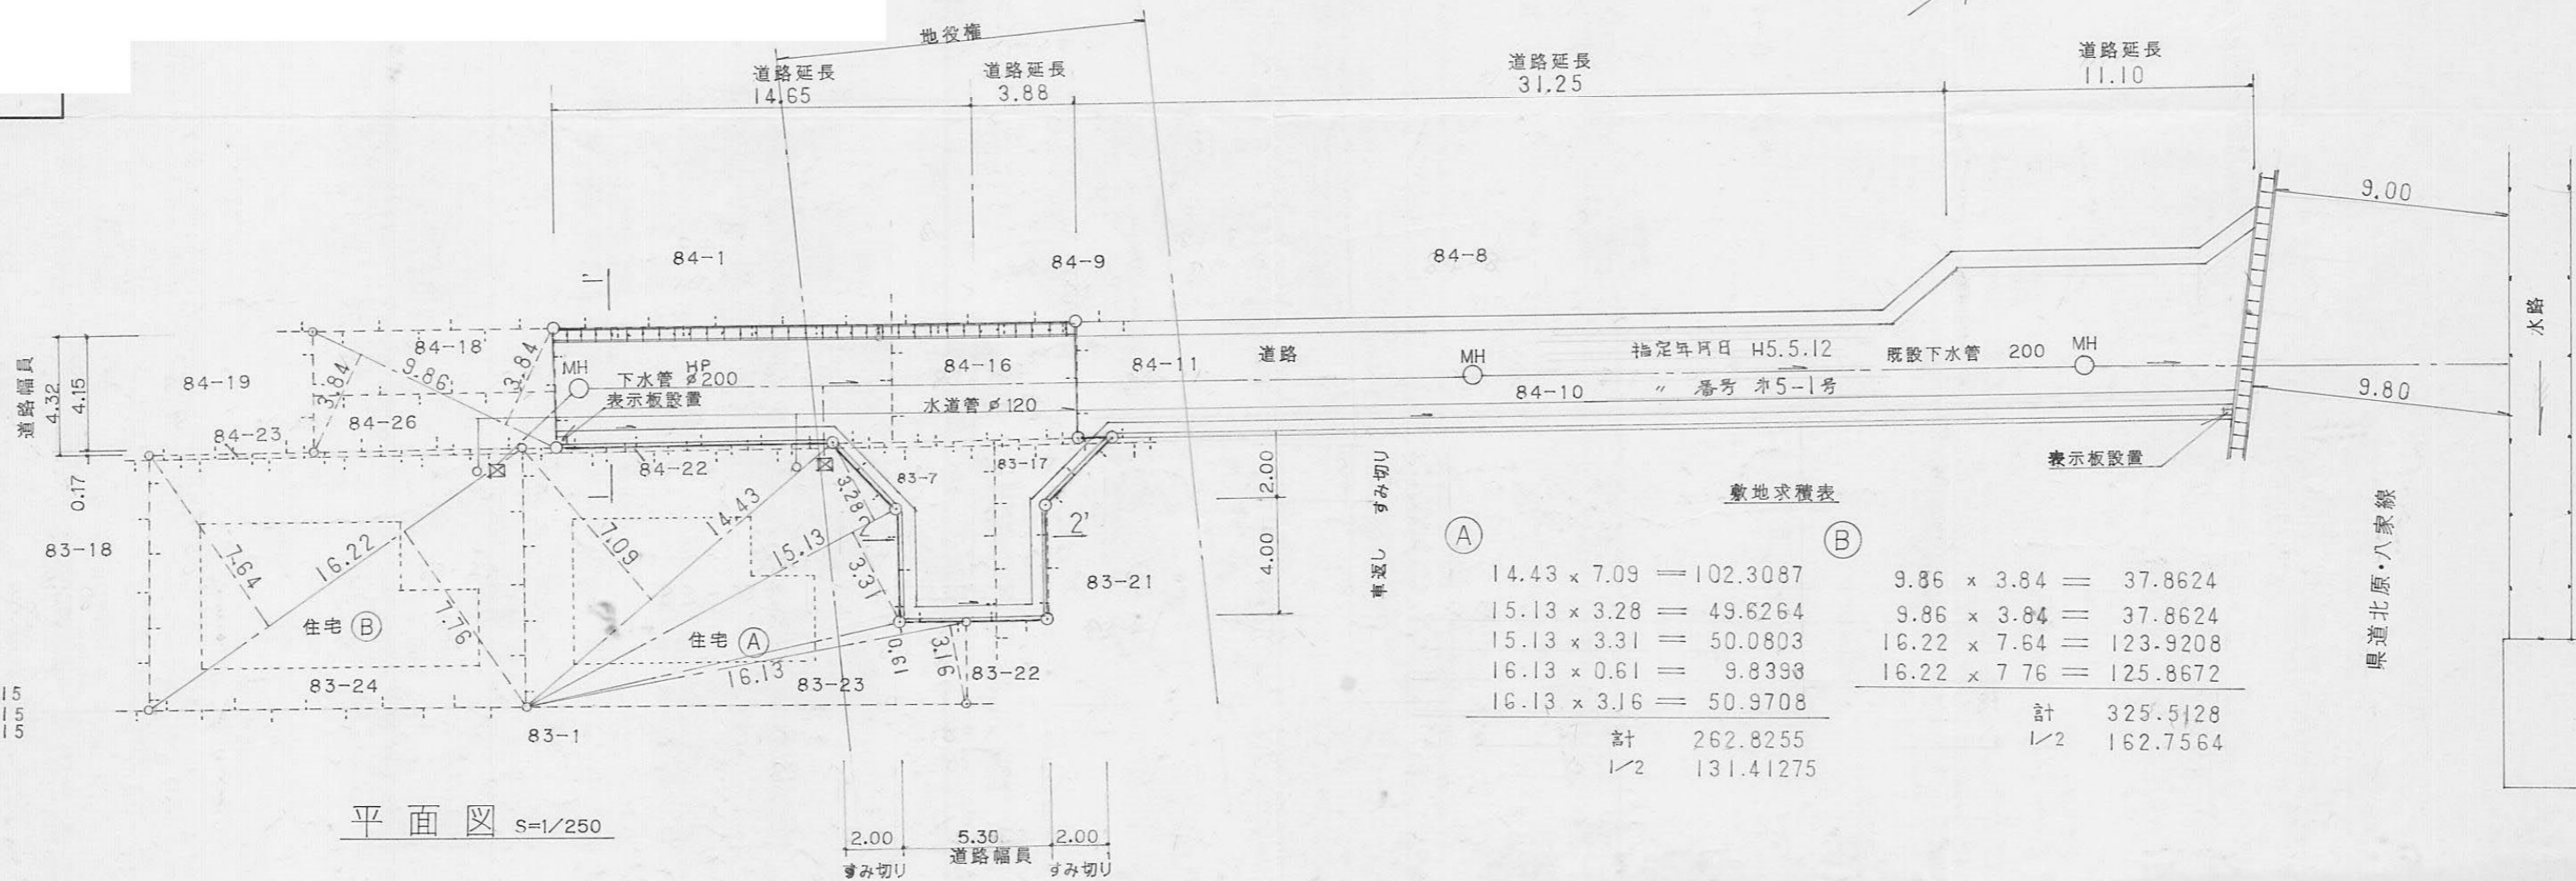 地役権
道路延長
14.65
道路延長
3.88
道路延長
31.25
道路延長
11.10
9.00
84-1
84-9
84-8
水路
道路幅員
4.32
4.15
84-19
84-18
3.84
9.86
3.84
MH
下水管 HP ø200
表示板設置
84-16
84-11
道路
MH
指定年月日 H5.5.12
既設下水管 200
MH
84-10
〃 番号 第5-1号
9.80
84-26
水道管 ø120
84-23
84-22
83-7
83-17
2.00
すみ切り
表示板設置
0.17
83-18
7.64
16.22
7.76
7.09
14.43
15.13
3.28
2
2'
3.31
4.00
車返し
83-21
県道北原・八家線
住宅 B
住宅 A
16.13
0.61
3.16
83-24
83-23
83-22
83-1
15
15
15
敷地求積表
A
14.43 x 7.09 = 102.3087
15.13 x 3.28 = 49.6264
15.13 x 3.31 = 50.0803
16.13 x 0.61 = 9.8393
16.13 x 3.16 = 50.9708
計 262.8255
1/2 131.41275
B
9.86 x 3.84 = 37.8624
9.86 x 3.84 = 37.8624
16.22 x 7.64 = 123.9208
16.22 x 7 76 = 125.8672
計 325.5128
1/2 162.7564
平面図 S=1/250
2.00
5.30
2.00
すみ切り
道路幅員
すみ切り